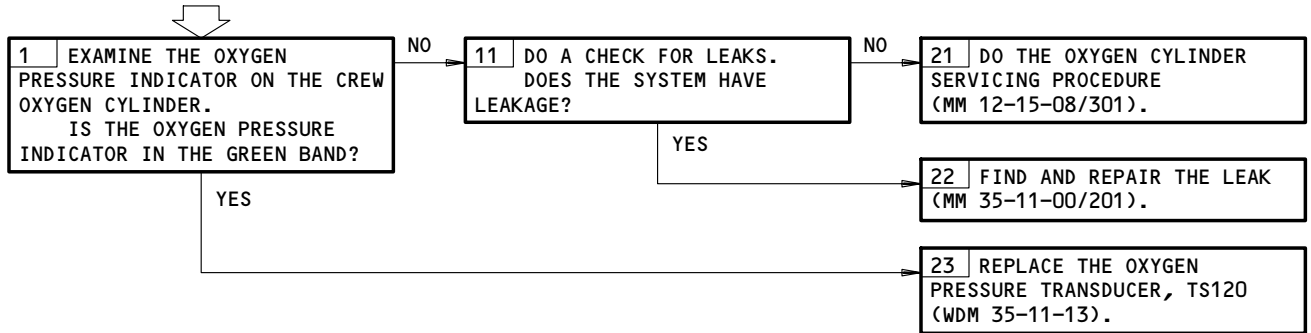 1 EXAMINE THE OXYGEN
PRESSURE INDICATOR ON THE CREW
OXYGEN CYLINDER.
IS THE OXYGEN PRESSURE
INDICATOR IN THE GREEN BAND?
NO
11 DO A CHECK FOR LEAKS.
DOES THE SYSTEM HAVE
LEAKAGE?
NO
21 DO THE OXYGEN CYLINDER
SERVICING PROCEDURE
(MM 12-15-08/301).
YES
22 FIND AND REPAIR THE LEAK
(MM 35-11-00/201).
YES
23 REPLACE THE OXYGEN
PRESSURE TRANSDUCER, TS120
(WDM 35-11-13).